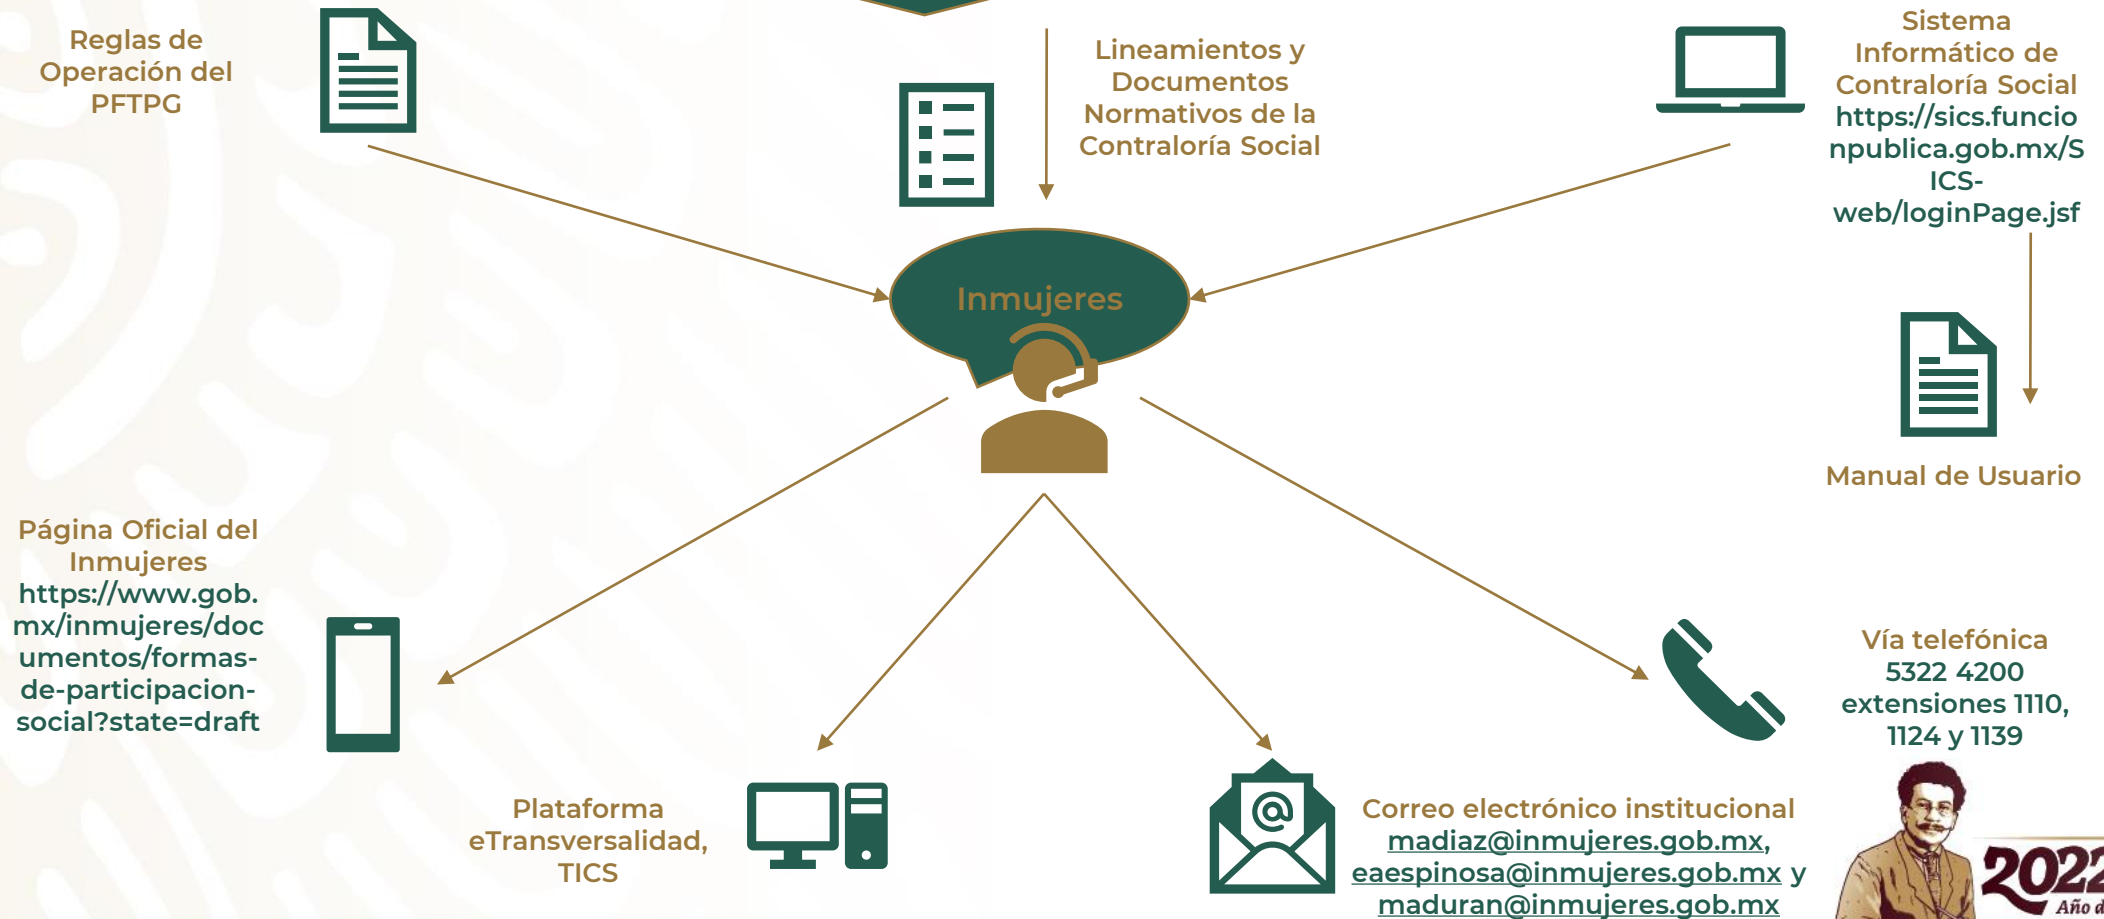 Reglas de
Operación del
PFTPG
Lineamientos y
Documentos
Normativos de la
Contraloría Social
Sistema
Informático de
Contraloría Social
https://sics.funcio
npublica.gob.mx/S
ICS-
web/loginPage.jsf
Inmujeres
Manual de Usuario
Página Oficial del
Inmujeres
https://www.gob.
mx/inmujeres/doc
umentos/formas-
de-participacion-
social?state=draft
Plataforma
eTransversalidad,
TICS
@
Correo electrónico institucional
madiaz@inmujeres.gob.mx,
eaespinosa@inmujeres.gob.mx y
maduran@inmujeres.gob.mx
Vía telefónica
5322 4200
extensiones 1110,
1124 y 1139
2022
Año d